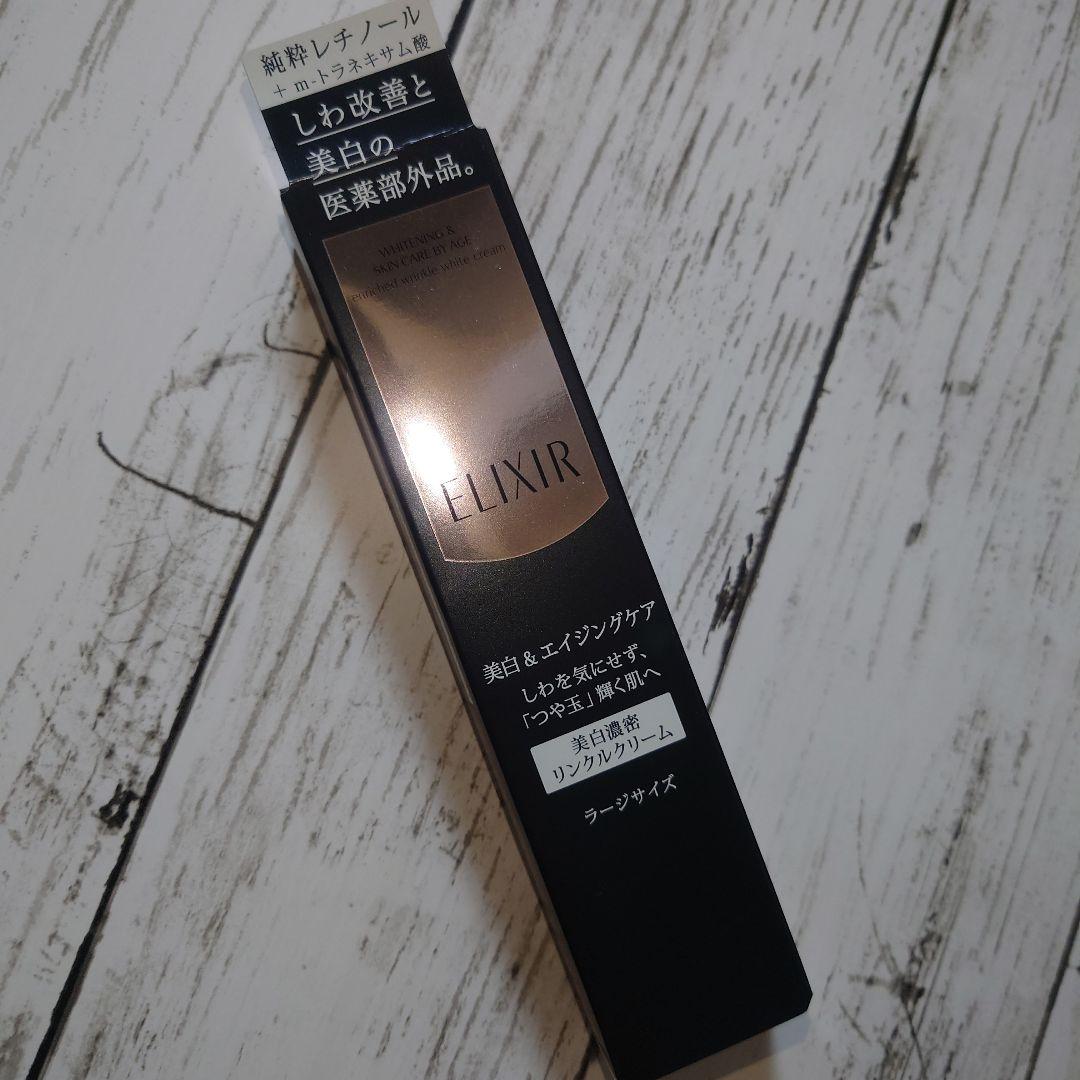 純粋レチノール
+ m-トラネキサム酸
しわ改善と
美白の
医薬部外品。
WHITENING &
SKIN CARE BY AGE
enriched wrinkle white cream
ELIXIR
美白&エイジングケア
しわを気にせず、
「つや玉」輝く肌へ
美白濃密
リンクルクリーム
ラージサイズ